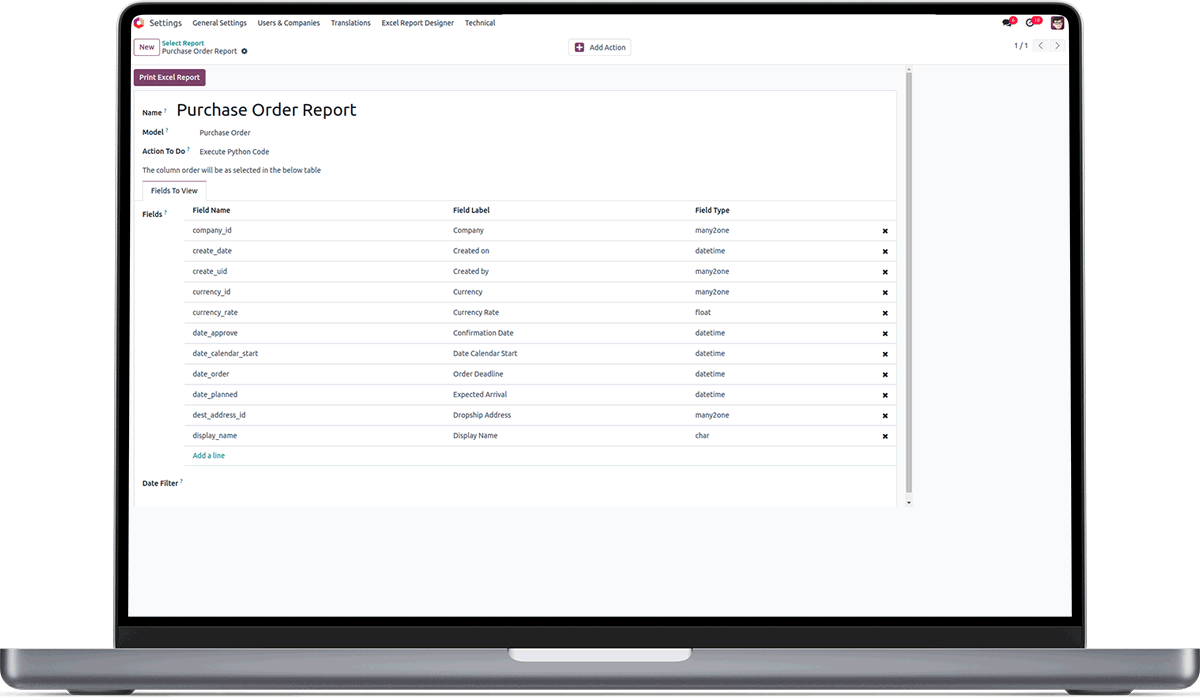 Settings General Settings Users & Companies Translations Excel Report Designer Technical 6 18
New Select Report
Purchase Order Report
Add Action
1 / 1
Print Excel Report
Name ? Purchase Order Report
Model ? Purchase Order
Action To Do ? Execute Python Code
The column order will be as selected in the below table
Fields To View
Fields ? Field Name Field Label Field Type
company_id Company many2one
create_date Created on datetime
create_uid Created by many2one
currency_id Currency many2one
currency_rate Currency Rate float
date_approve Confirmation Date datetime
date_calendar_start Date Calendar Start datetime
date_order Order Deadline datetime
date_planned Expected Arrival datetime
dest_address_id Dropship Address many2one
display_name Display Name char
Add a line
Date Filter ?